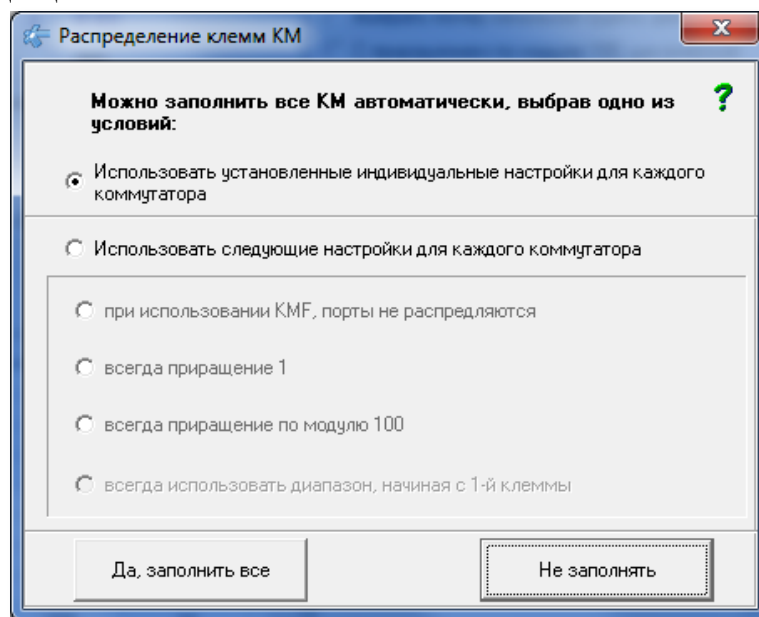 Распределение клемм КМ
Можно заполнить все КМ автоматически, выбрав одно из
условий:
?
Использовать установленные индивидуальные настройки для каждого
коммутатора
Использовать следующие настройки для каждого коммутатора
при использовании KMF, порты не распредляются
всегда приращение 1
всегда приращение по модулю 100
всегда использовать диапазон, начиная с 1-й клеммы
Да, заполнить все
Не заполнять